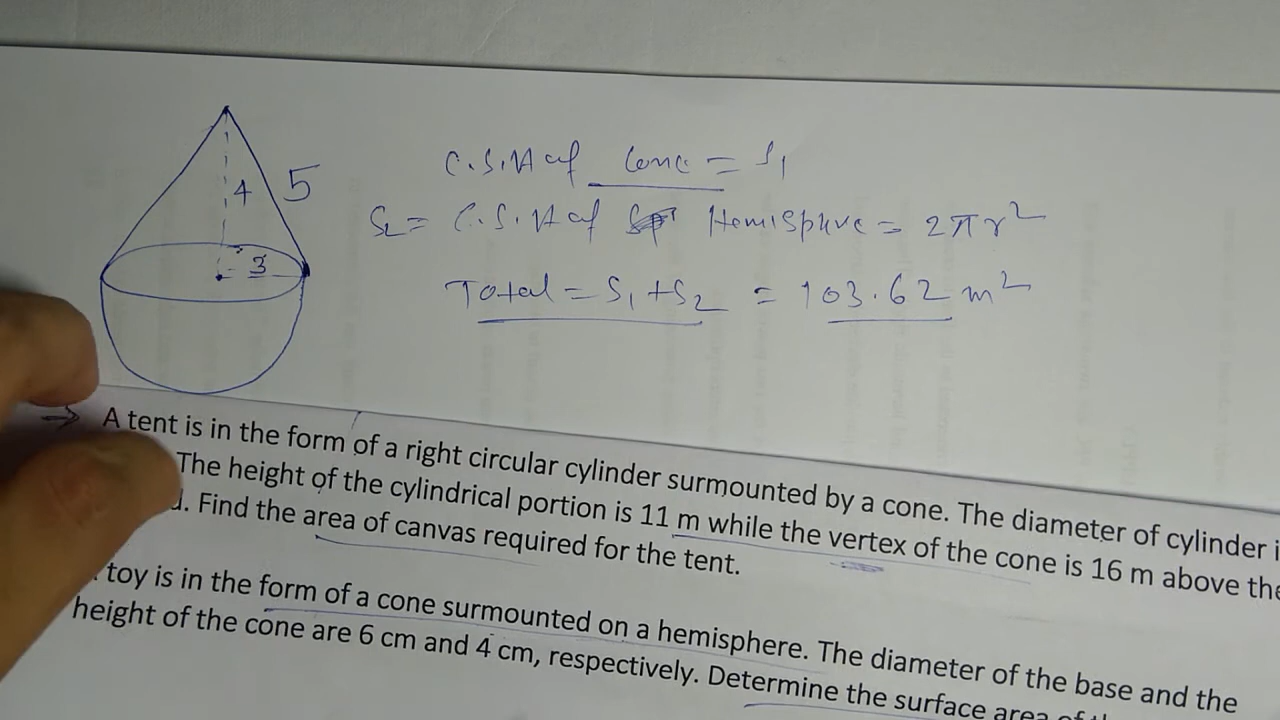 4
5
3
C.S.A of Cone = S1
S2 = C.S.A of Hemisphre = 2πr²
Total = S1 + S2 = 103.62 m²
→ A tent is in the form of a right circular cylinder surmounted by a cone. The diameter of cylinder
The height of the cylindrical portion is 11 m while the vertex of the cone is 16 m above the
Find the area of canvas required for the tent.
toy is in the form of a cone surmounted on a hemisphere. The diameter of the base and the
height of the cone are 6 cm and 4 cm, respectively. Determine the surface area of